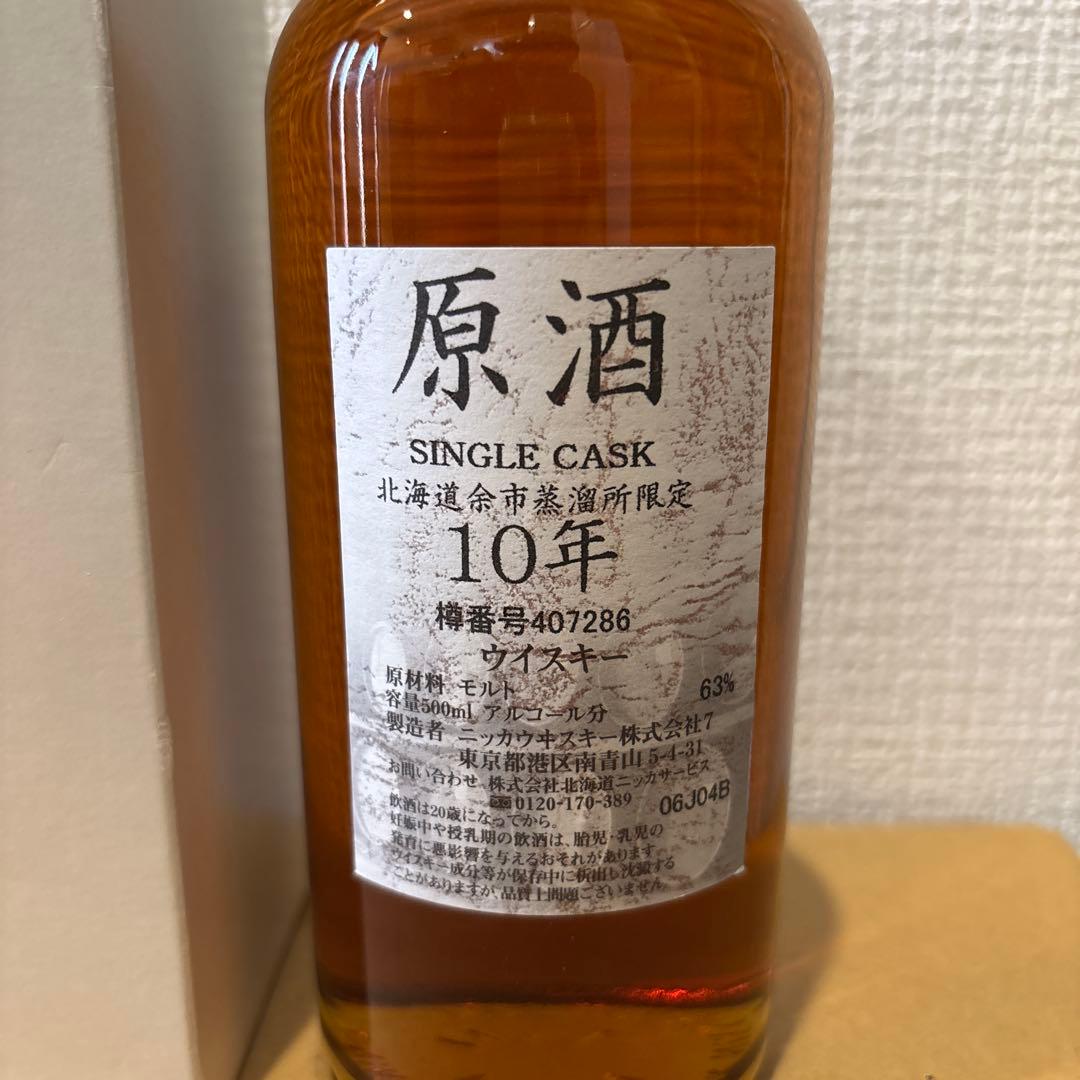 原酒
SINGLE CASK
北海道余市蒸溜所限定
10年
樽番号407286
ウイスキー
原材料 モルト
容量500ml アルコール分 63%
製造者 ニッカウヰスキー株式会社7
東京都港区南青山5-4-31
お問い合わせ 株式会社北海道ニッカサービス
0120-170-389 06J04B
飲酒は20歳になってから。
妊娠中や授乳期の飲酒は、胎児・乳児の
発育に悪影響を与えるおそれがあります
ウイスキー成分等が保存中に析出し沈澱する
ことがありますが、品質上問題ございません。